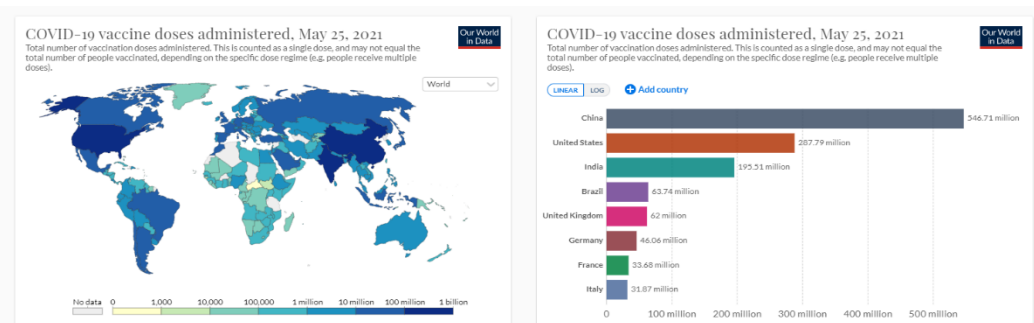 COVID-19 vaccine doses administered, May 25, 2021
Total number of vaccination doses administered. This is counted as a single dose, and may not equal the
total number of people vaccinated, depending on the specific dose regime (e.g. people receive multiple
doses).
Our World
in Data
World
No data 0 1,000 10,000 100,000 1 million 10 million 100 million 1 billion
COVID-19 vaccine doses administered, May 25, 2021
Total number of vaccination doses administered. This is counted as a single dose, and may not equal the
total number of people vaccinated, depending on the specific dose regime (e.g. people receive multiple
doses).
Our World
in Data
LINEAR LOG Add country
China 546.71 million
United States 287.79 million
India 195.51 million
Brazil 63.74 million
United Kingdom 62 million
Germany 46.06 million
France 33.68 million
Italy 31.87 million
0 100 million 200 million 300 million 400 million 500 million